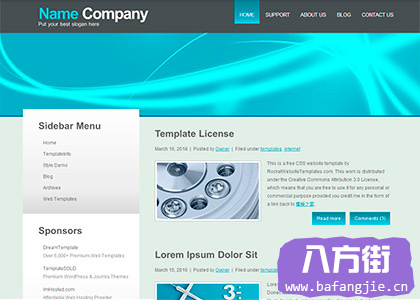 Name Company
Put your best slogan here
HOME SUPPORT ABOUT US BLOG CONTACT US
Sidebar Menu
Home
TemplateInfo
Style Demo
Blog
Archives
Web Templates
Sponsors
DreamTemplate
Over 6,000+ Premium Web Templates
TemplateSOLD
Premium WordPress & Joomla Themes
ImHosted.com
Affordable Web Hosting Provider
Template License
March 16, 2010 | Posted by Owner | Filed under templates, internet
This is a free CSS website template by
RocketWebsiteTemplates.com. This work is distributed
under the Creative Commons Attribution 3.0 License,
which means that you are free to use it for any personal or
commercial purpose provided you credit me in the form of
a link back to
Read more Comments (3)
Lorem Ipsum Dolor Sit
March 15, 2010 | Posted by Owner | Filed under templates
3:
八方街
www.bafangjie.cn